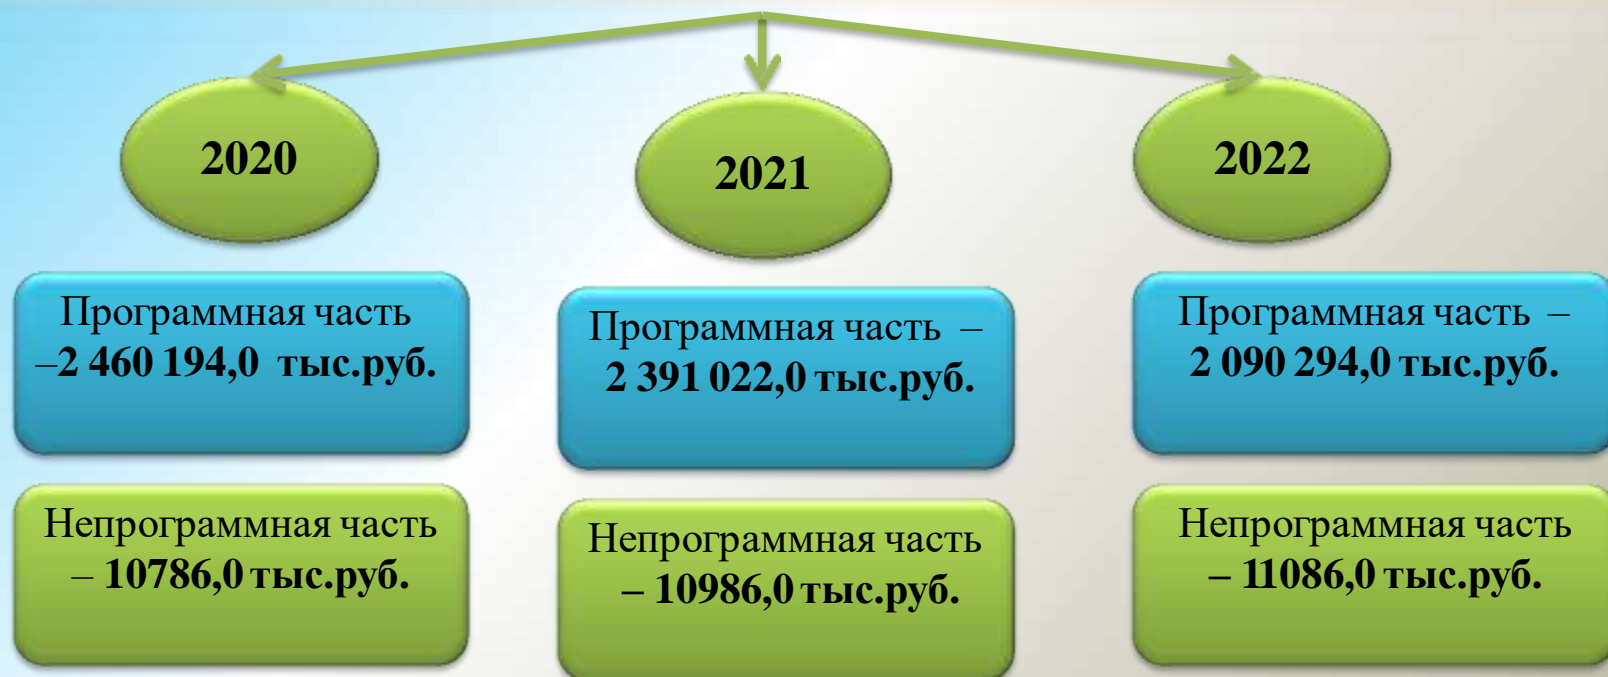 2020
2021
2022
Программная часть
–2 460 194,0 тыс.руб.
Программная часть –
2 391 022,0 тыс.руб.
Программная часть –
2 090 294,0 тыс.руб.
Непрограммная часть
– 10786,0 тыс.руб.
Непрограммная часть
– 10986,0 тыс.руб.
Непрограммная часть
– 11086,0 тыс.руб.